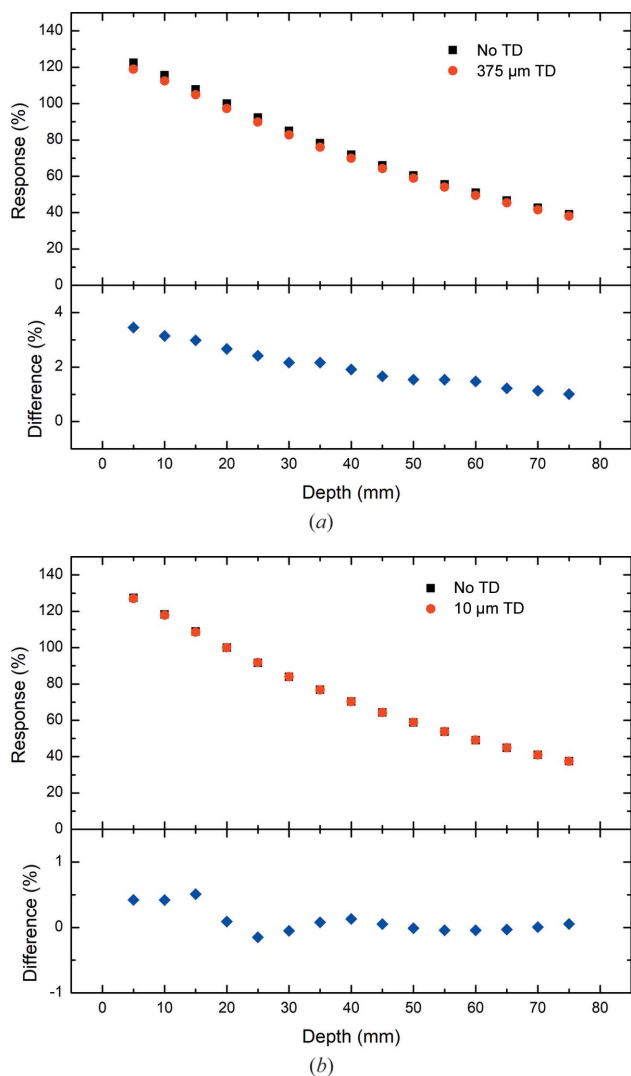 140
120
100
80
60
40
20
0
Response (%)
No TD
375 µm TD
4
2
0
Difference (%)
0 10 20 30 40 50 60 70 80
Depth (mm)
(a)
140
120
100
80
60
40
20
0
Response (%)
No TD
10 µm TD
1
0
-1
Difference (%)
0 10 20 30 40 50 60 70 80
Depth (mm)
(b)